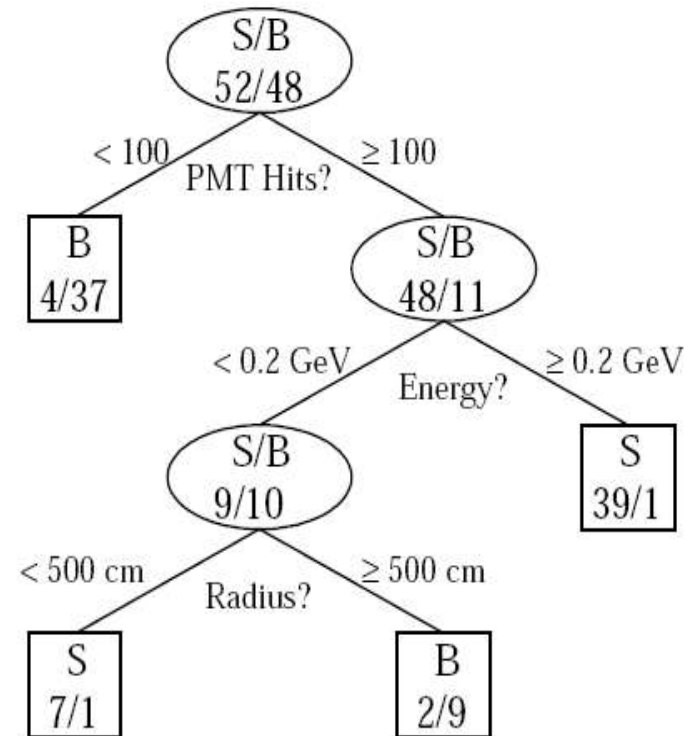 S/B
52/48
< 100
≥ 100
PMT Hits?
B
4/37
S/B
48/11
< 0.2 GeV
≥ 0.2 GeV
Energy?
S/B
9/10
S
39/1
< 500 cm
≥ 500 cm
Radius?
S
7/1
B
2/9